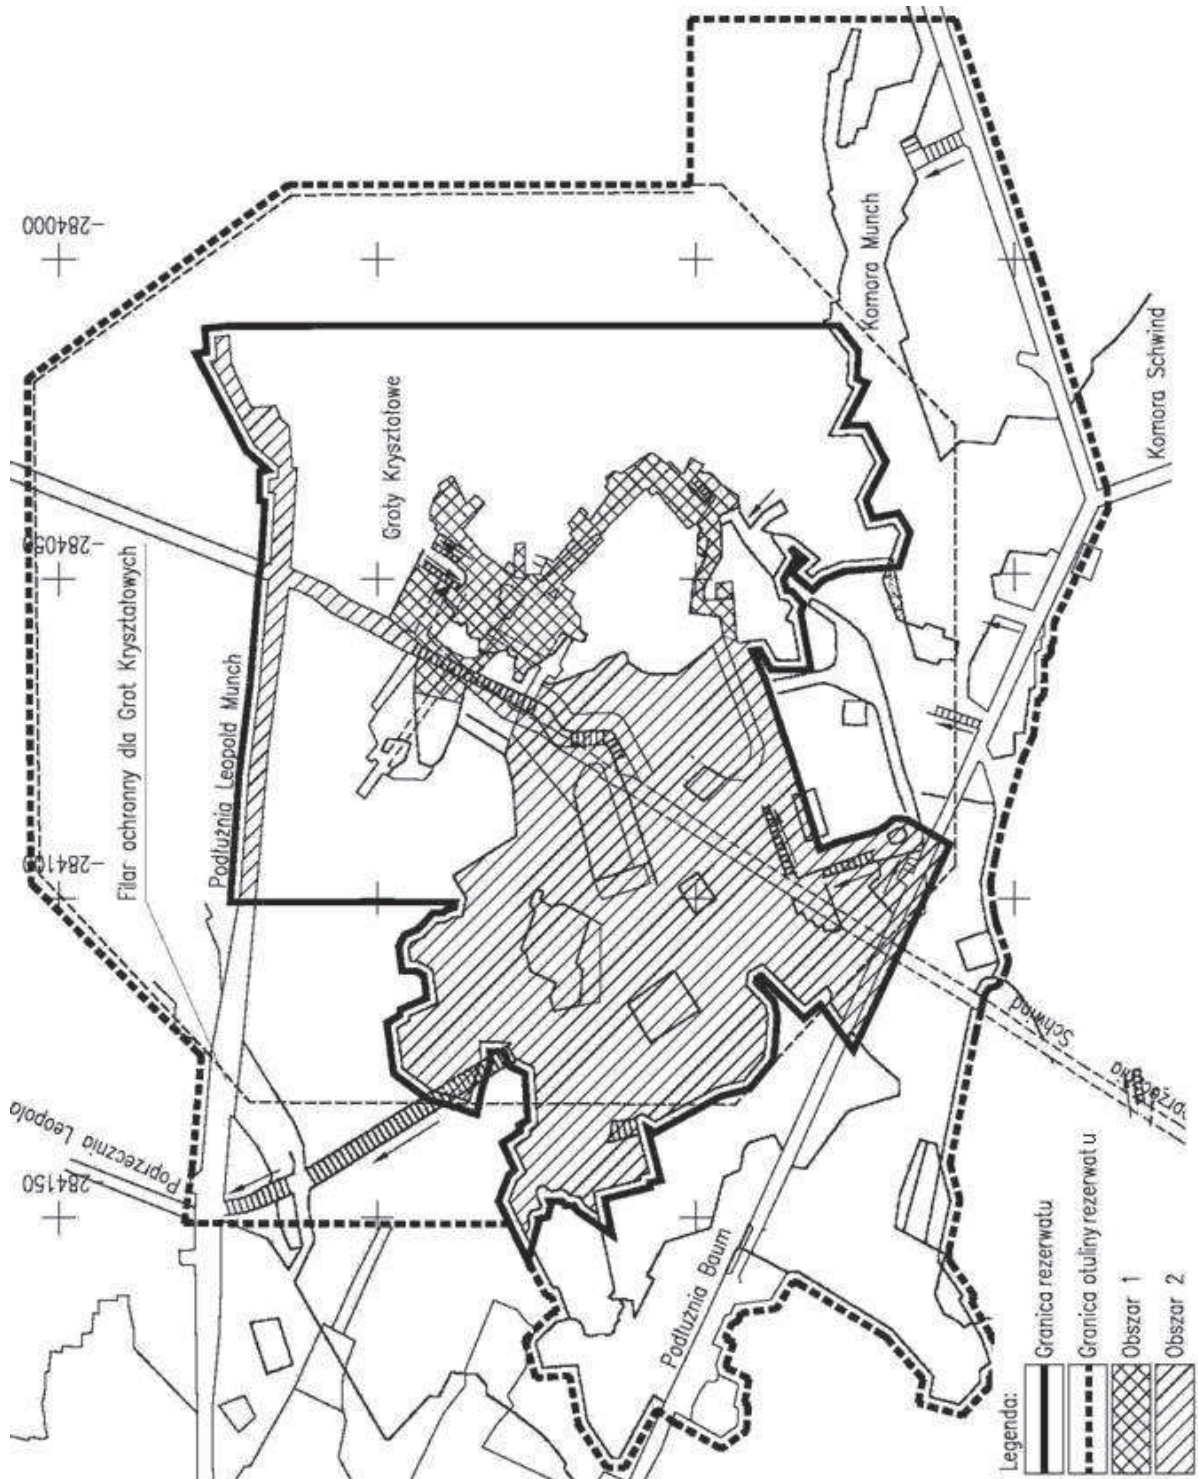 -284000
-284050
-284100
-284150
Filar ochronny dla Grot Kryształowych
Podłużnia Leopold Munch
Groty Kryształowe
Komora Munch
Komora Schwind
Poprzecznia Leopold
Podłużnia Baum
Schwind
Legenda:
Granica rezerwatu
Granica otuliny rezerwatu
Obszar 1
Obszar 2